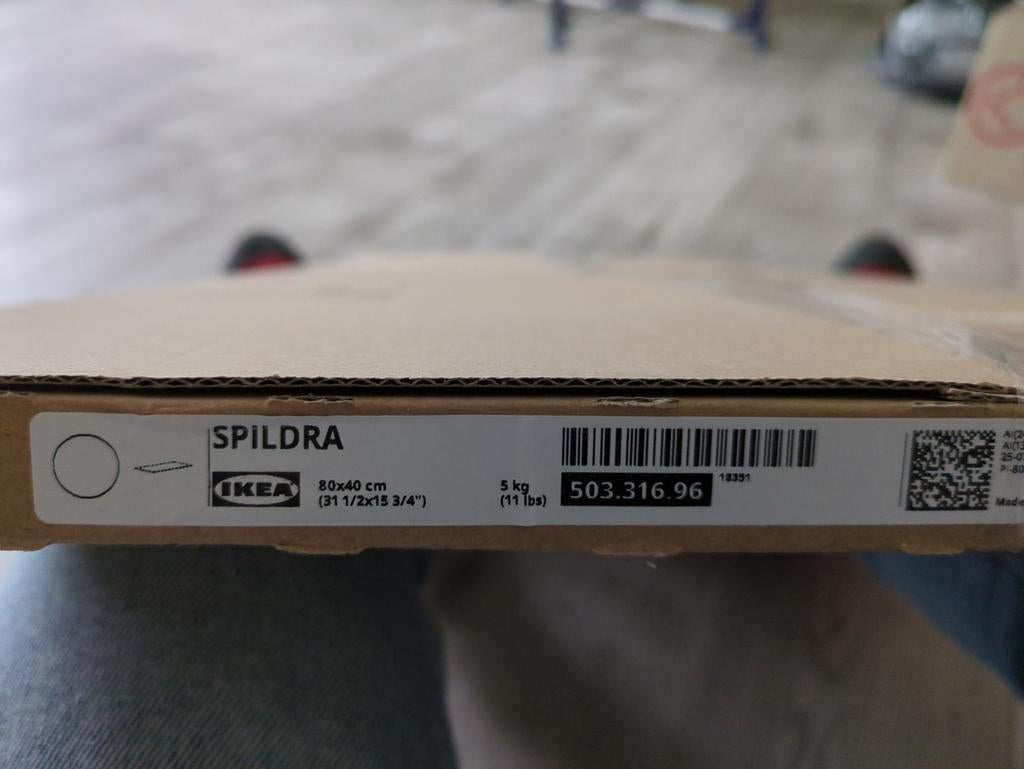 SPiLDRA
IKEA
80x40 cm
(31 1/2x15 3/4")
5 kg
(11 lbs)
18351
503.316.96